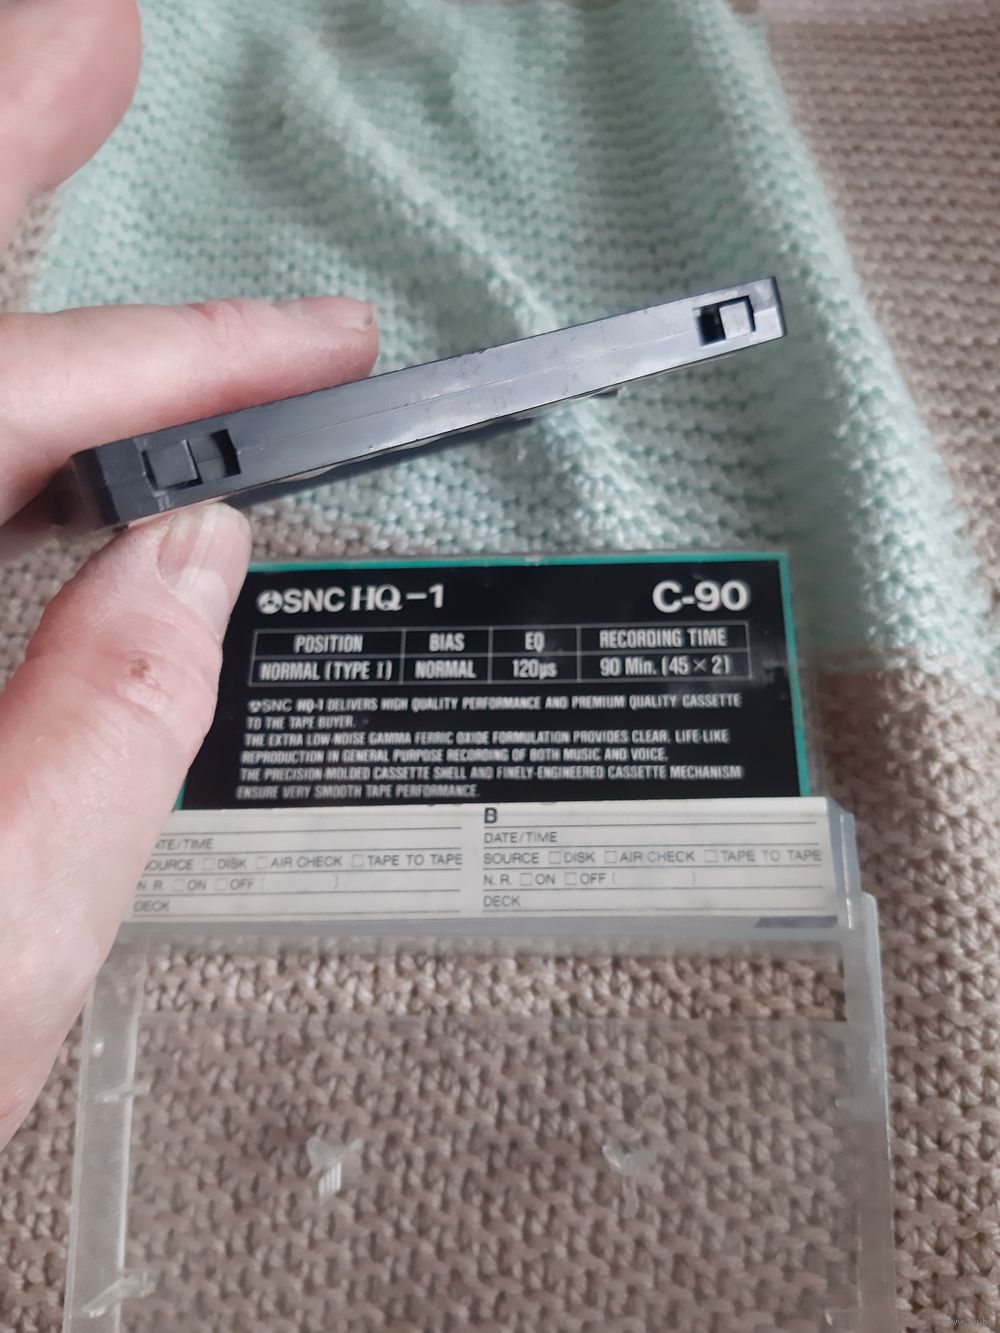 SNC HQ-1 C-90
POSITION BIAS EQ RECORDING TIME
NORMAL (TYPE I) NORMAL 120µs 90 Min. (45 × 2)
SNC HQ-1 DELIVERS HIGH QUALITY PERFORMANCE AND PREMIUM QUALITY CASSETTE
TO THE TAPE BUYER.
THE EXTRA LOW-NOISE GAMMA FERRIC OXIDE FORMULATION PROVIDES CLEAR, LIFE-LIKE
REPRODUCTION IN GENERAL PURPOSE RECORDING OF BOTH MUSIC AND VOICE.
THE PRECISION-MOLDED CASSETTE SHELL AND FINELY-ENGINEERED CASSETTE MECHANISM
ENSURE VERY SMOOTH TAPE PERFORMANCE.
B
ATE/TIME DATE/TIME
OURCE □DISK □AIR CHECK □TAPE TO TAPE SOURCE □DISK □AIR CHECK □TAPE TO TAPE
N. R. □ON □OFF ( ) N. R. □ON □OFF ( )
DECK DECK